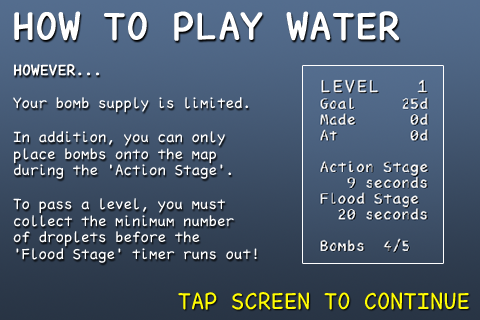 HOW TO PLAY WATER
HOWEVER...
Your bomb supply is limited.
In addition, you can only
place bombs onto the map
during the 'Action Stage'.
To pass a level, you must
collect the minimum number
of droplets before the
'Flood Stage' timer runs out!
LEVEL 1
Goal 25d
Made 0d
At 0d
Action Stage
9 seconds
Flood Stage
20 seconds
Bombs 4/5
TAP SCREEN TO CONTINUE